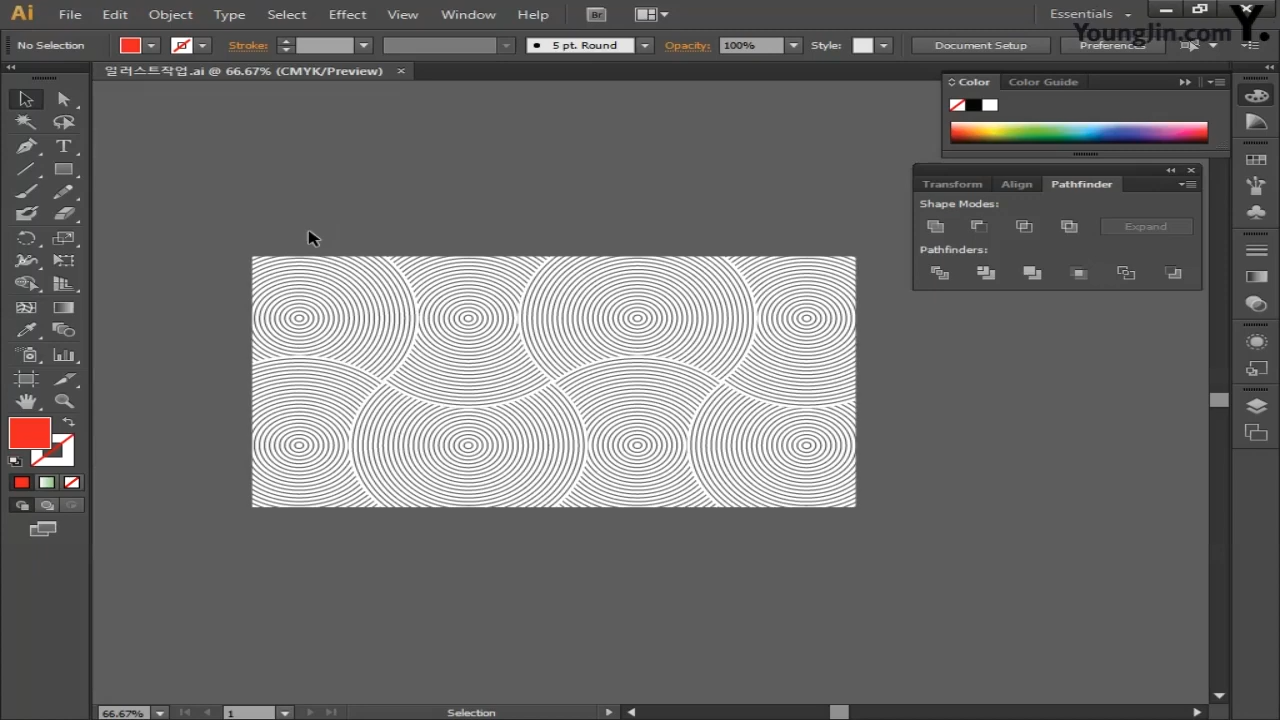 Ai File Edit Object Type Select Effect View Window Help Br Essentials
YoungJin.com Y.
No Selection Stroke: 5 pt. Round Opacity: 100% Style: Document Setup Preferences
일러스트작업.ai @ 66.67% (CMYK/Preview) ×
Color Color Guide
Transform Align Pathfinder
Shape Modes:
Expand
Pathfinders:
66.67% 1 Selection